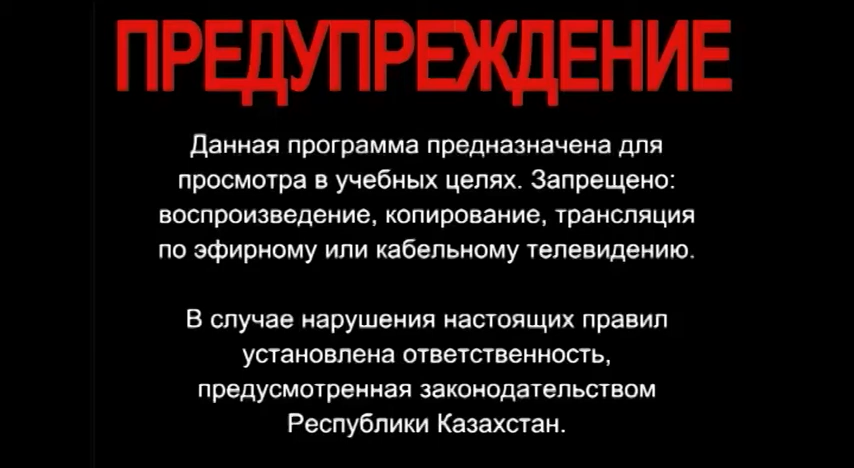 ПРЕДУПРЕЖДЕНИЕ
Данная программа предназначена для
просмотра в учебных целях. Запрещено:
воспроизведение, копирование, трансляция
по эфирному или кабельному телевидению.
В случае нарушения настоящих правил
установлена ответственность,
предусмотренная законодательством
Республики Казахстан.